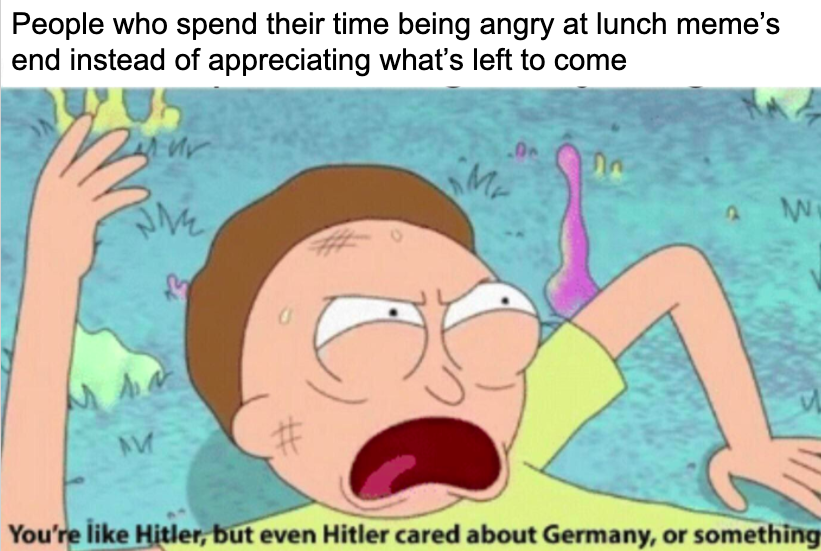 People who spend their time being angry at lunch meme’s
end instead of appreciating what’s left to come
You're like Hitler, but even Hitler cared about Germany, or something